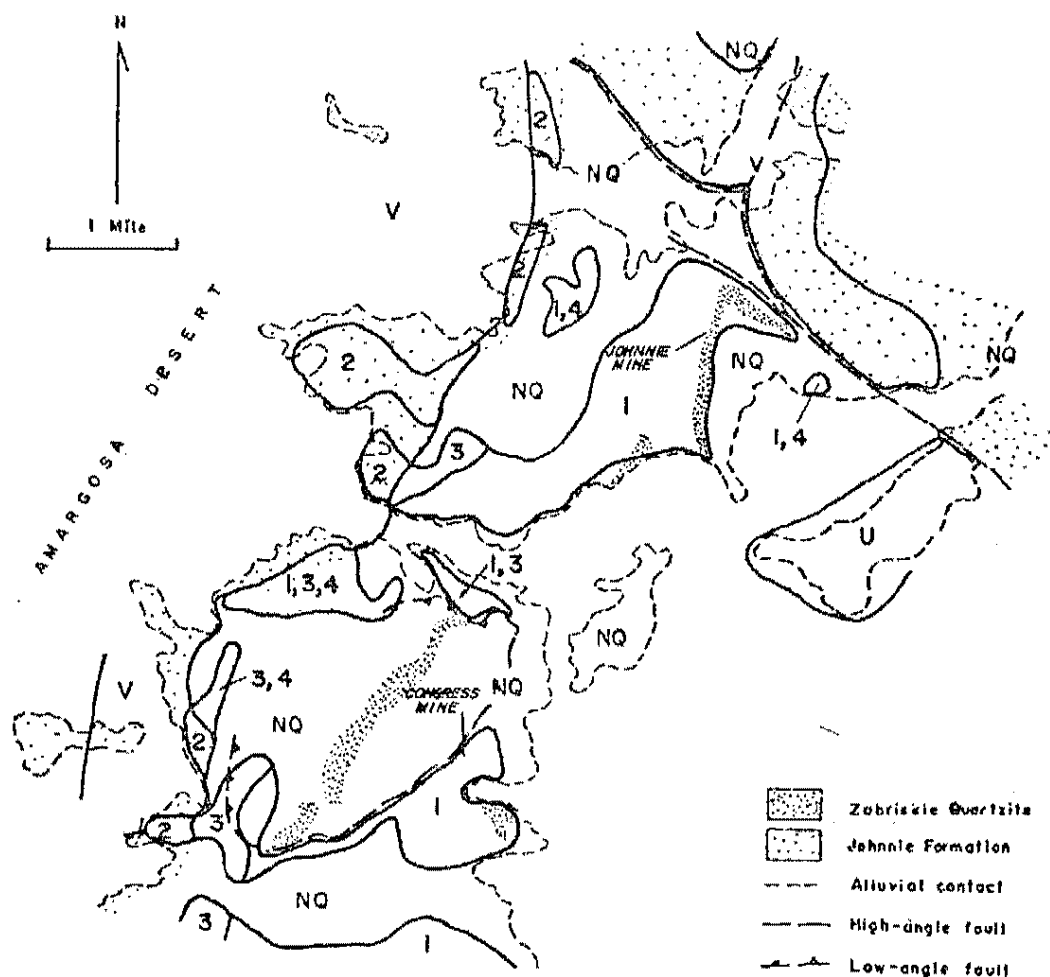 N
NQ
2
V
NQ
V
1 Mile
2
1,4
AMARGOSA DESERT
JOHNNIE
MINE
NQ
NQ
2
NQ
1
1,4
3
2
U
1,3
1,3,4
NQ
3,4
NQ
V
CONGRESS
MINE
NQ
2
1
2
3
Zabriskie Quartzite
Johnnie Formation
NQ
Alluvial contact
3
1
High-angle fault
Low-angle fault